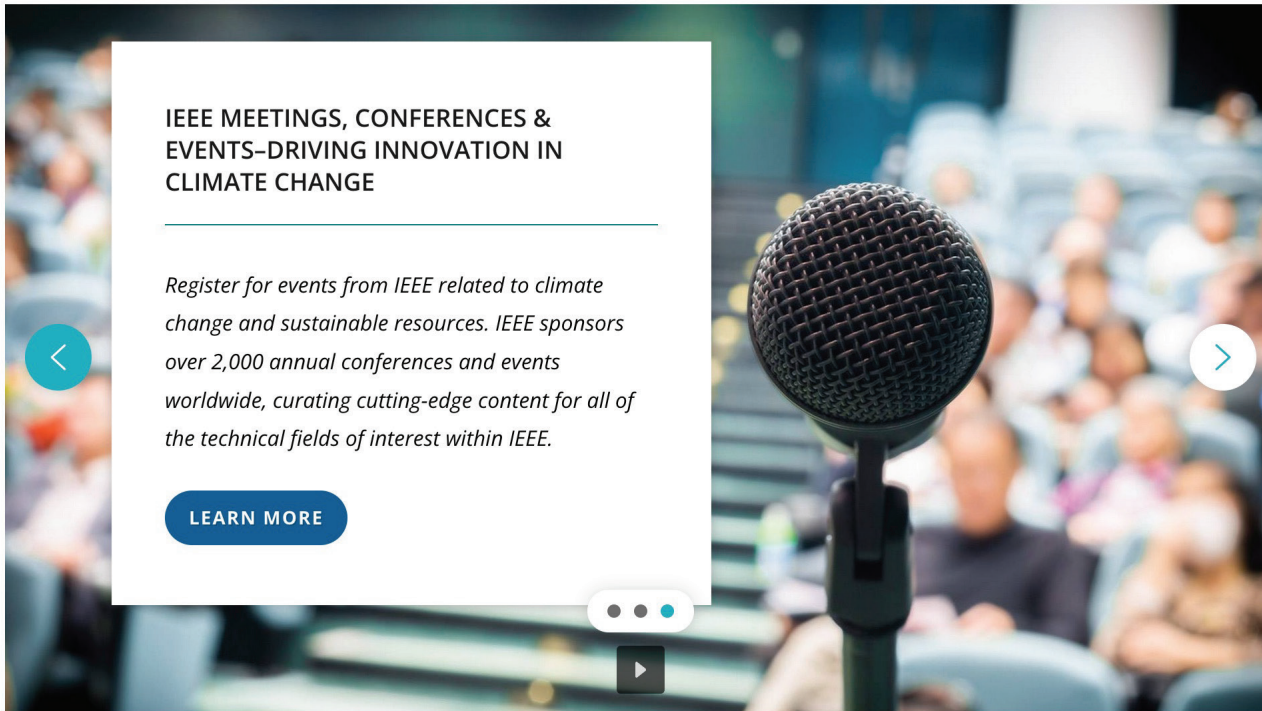 IEEE MEETINGS, CONFERENCES &
EVENTS–DRIVING INNOVATION IN
CLIMATE CHANGE
Register for events from IEEE related to climate
change and sustainable resources. IEEE sponsors
over 2,000 annual conferences and events
worldwide, curating cutting-edge content for all of
the technical fields of interest within IEEE.
LEARN MORE